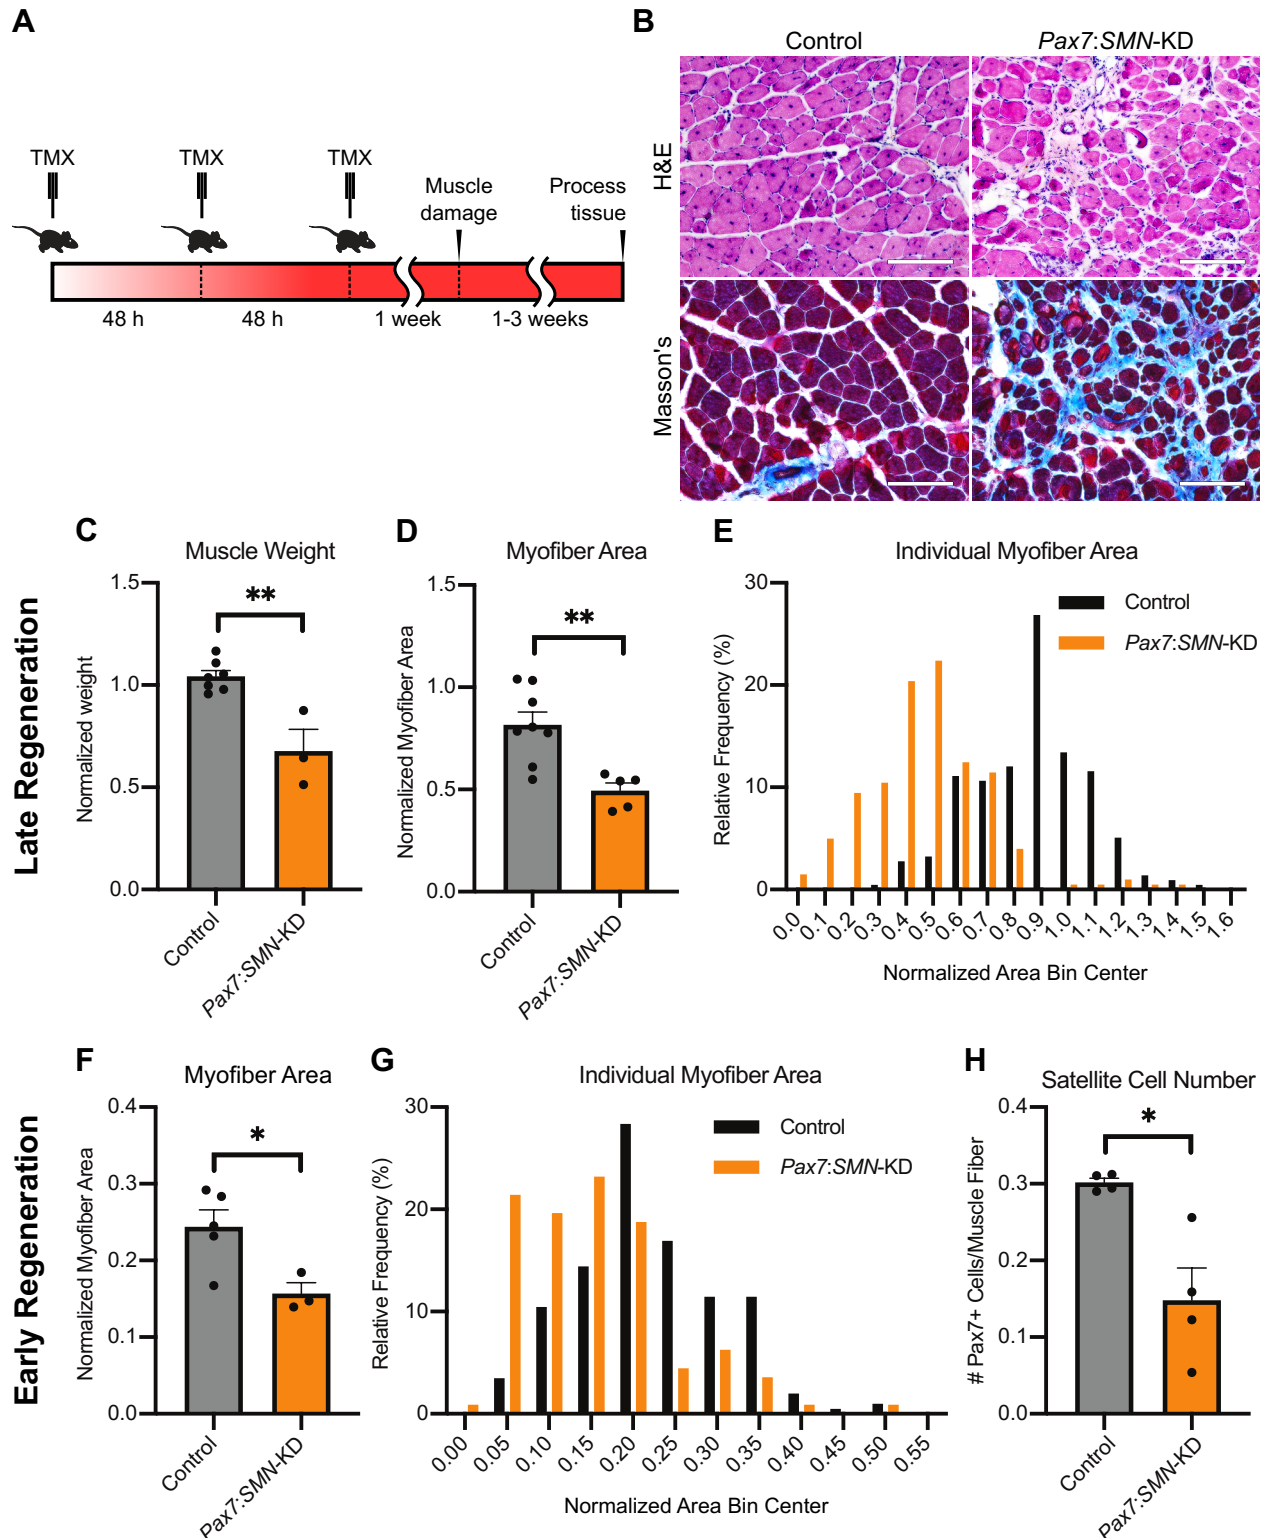 A
TMX
TMX
TMX
Muscle
damage
Process
tissue
48 h
48 h
1 week
1-3 weeks
B
Control
Pax7:SMN-KD
H&E
Masson's
Late Regeneration
C
Muscle Weight
Normalized weight
1.5
1.0
0.5
0.0
**
Control
Pax7:SMN-KD
D
Myofiber Area
Normalized Myofiber Area
1.5
1.0
0.5
0.0
**
Control
Pax7:SMN-KD
E
Individual Myofiber Area
Relative Frequency (%)
30
20
10
0
Control
Pax7:SMN-KD
0.0
0.1
0.2
0.3
0.4
0.5
0.6
0.7
0.8
0.9
1.0
1.1
1.2
1.3
1.4
1.5
1.6
Normalized Area Bin Center
Early Regeneration
F
Myofiber Area
Normalized Myofiber Area
0.4
0.3
0.2
0.1
0.0
*
Control
Pax7:SMN-KD
G
Individual Myofiber Area
Relative Frequency (%)
30
20
10
0
Control
Pax7:SMN-KD
0.00
0.05
0.10
0.15
0.20
0.25
0.30
0.35
0.40
0.45
0.50
0.55
Normalized Area Bin Center
H
Satellite Cell Number
# Pax7+ Cells/Muscle Fiber
0.4
0.3
0.2
0.1
0.0
*
Control
Pax7:SMN-KD